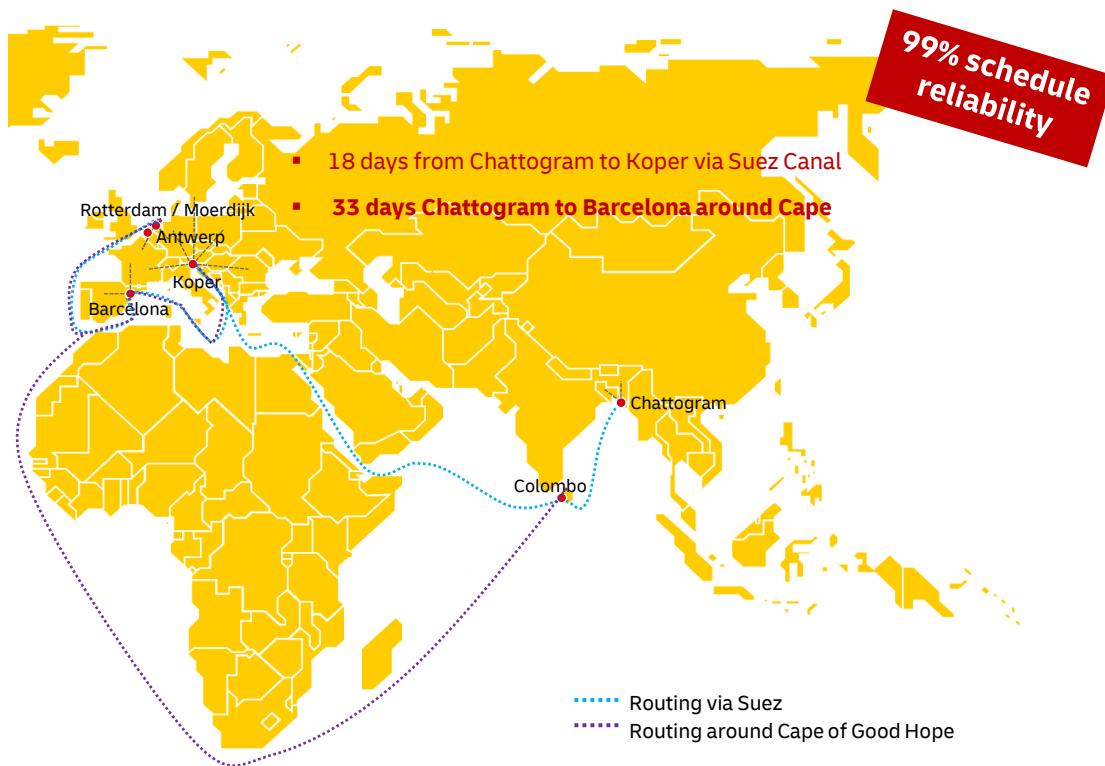 99% schedule
reliability
▪ 18 days from Chattogram to Koper via Suez Canal
▪ 33 days Chattogram to Barcelona around Cape
Rotterdam / Moerdijk
Antwerp
Koper
Barcelona
Chattogram
Colombo
Routing via Suez
Routing around Cape of Good Hope